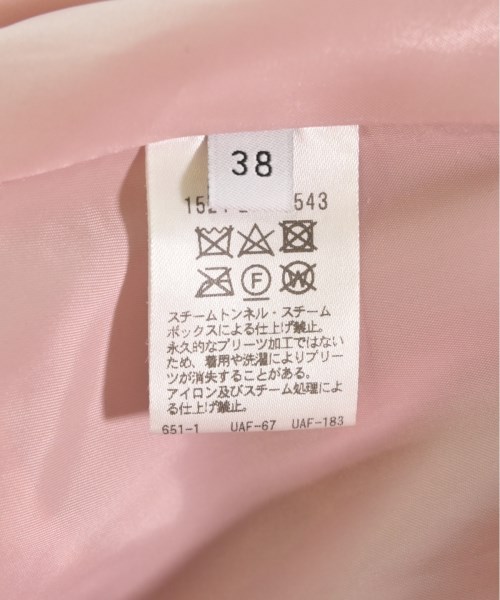 38
543
F
W
スチームトンネル・スチーム
ボックスによる仕上げ禁止。
永久的なプリーツ加工ではない
ため、着用や洗濯によりプリー
ツが消失することがある。
アイロン及びスチーム処理によ
る仕上げ禁止。
651-1 UAF-67 UAF-183